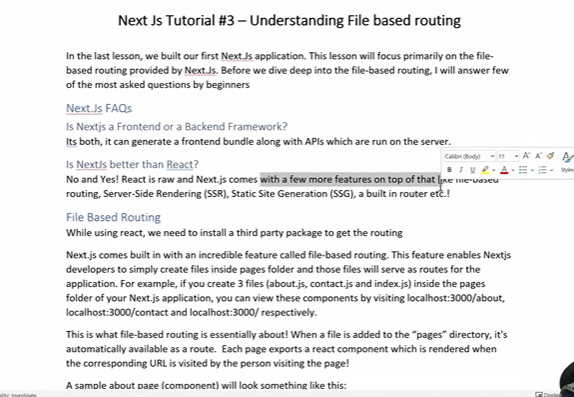 Next Js Tutorial #3 – Understanding File based routing
In the last lesson, we built our first Next.Js application. This lesson will focus primarily on the file-
based routing provided by Next.Js. Before we dive deep into the file-based routing, I will answer few
of the most asked questions by beginners
Next.Js FAQs
Is Nextjs a Frontend or a Backend Framework?
Its both, it can generate a frontend bundle along with APIs which are run on the server.
Calibri (Body) 11 A A Styles
B I U A
Is NextJs better than React?
No and Yes! React is raw and Next.js comes with a few more features on top of that like file-based
routing, Server-Side Rendering (SSR), Static Site Generation (SSG), a built in router etc.!
File Based Routing
While using react, we need to install a third party package to get the routing
Next.js comes built in with an incredible feature called file-based routing. This feature enables Nextjs
developers to simply create files inside pages folder and those files will serve as routes for the
application. For example, if you create 3 files (about.js, contact.js and index.js) inside the pages
folder of your Next.js application, you can view these components by visiting localhost:3000/about,
localhost:3000/contact and localhost:3000/ respectively.
This is what file-based routing is essentially about! When a file is added to the “pages” directory, it's
automatically available as a route. Each page exports a react component which is rendered when
the corresponding URL is visited by the person visiting the page!
A sample about page (component) will look something like this:
Investigate